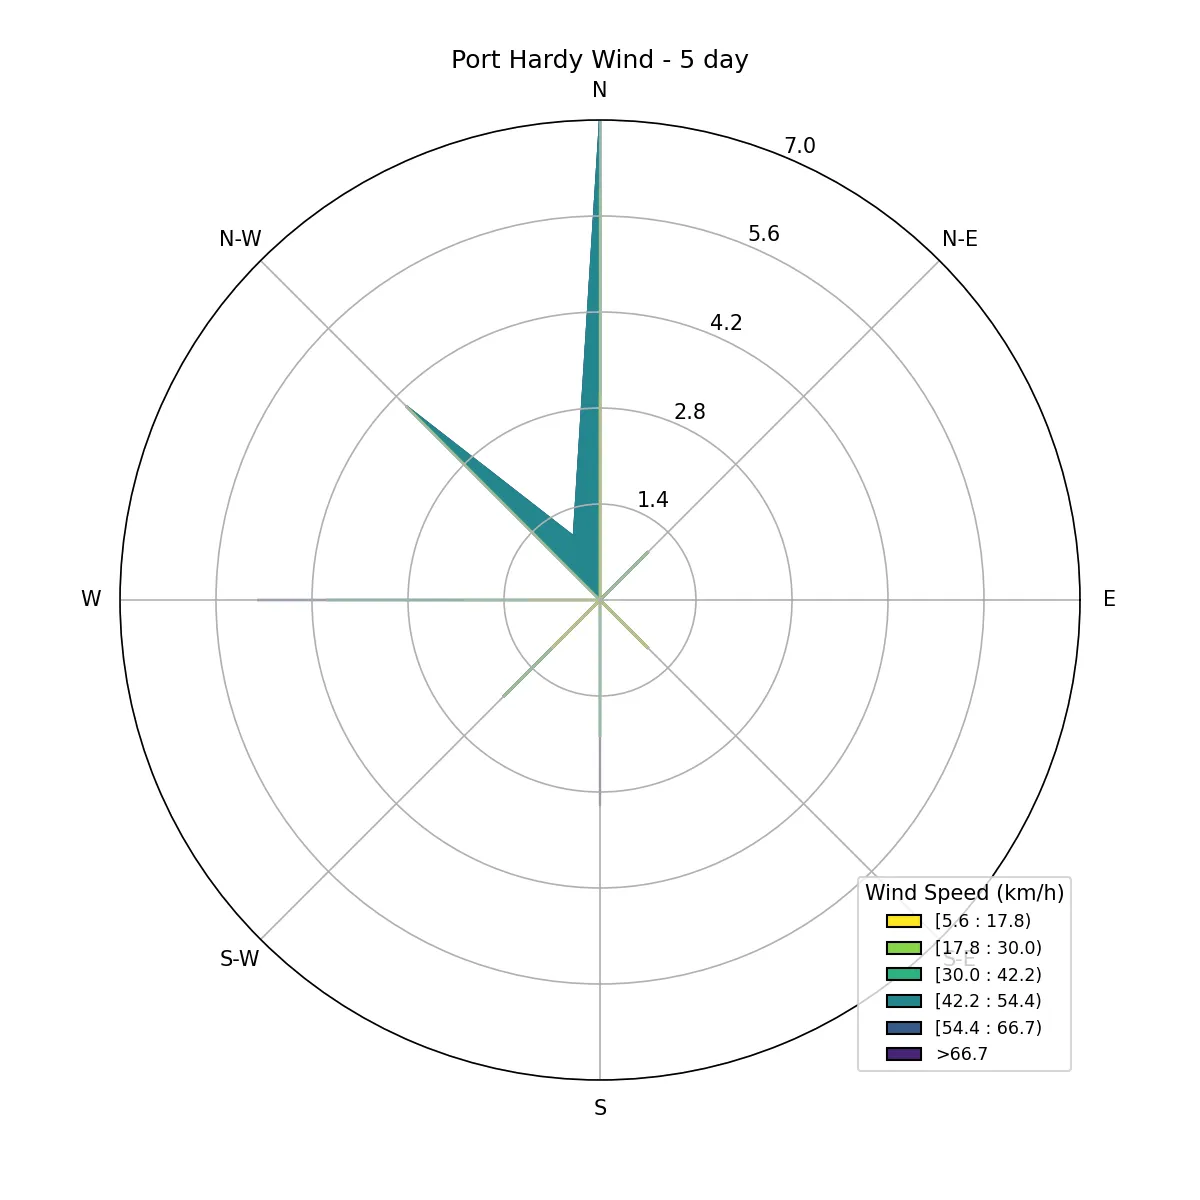 Port Hardy Wind - 5 day
N
7.0
N-W
5.6
N-E
4.2
2.8
1.4
W
E
S-W
S-E
Wind Speed (km/h)
[5.6 : 17.8)
[17.8 : 30.0)
[30.0 : 42.2)
[42.2 : 54.4)
[54.4 : 66.7)
>66.7
S